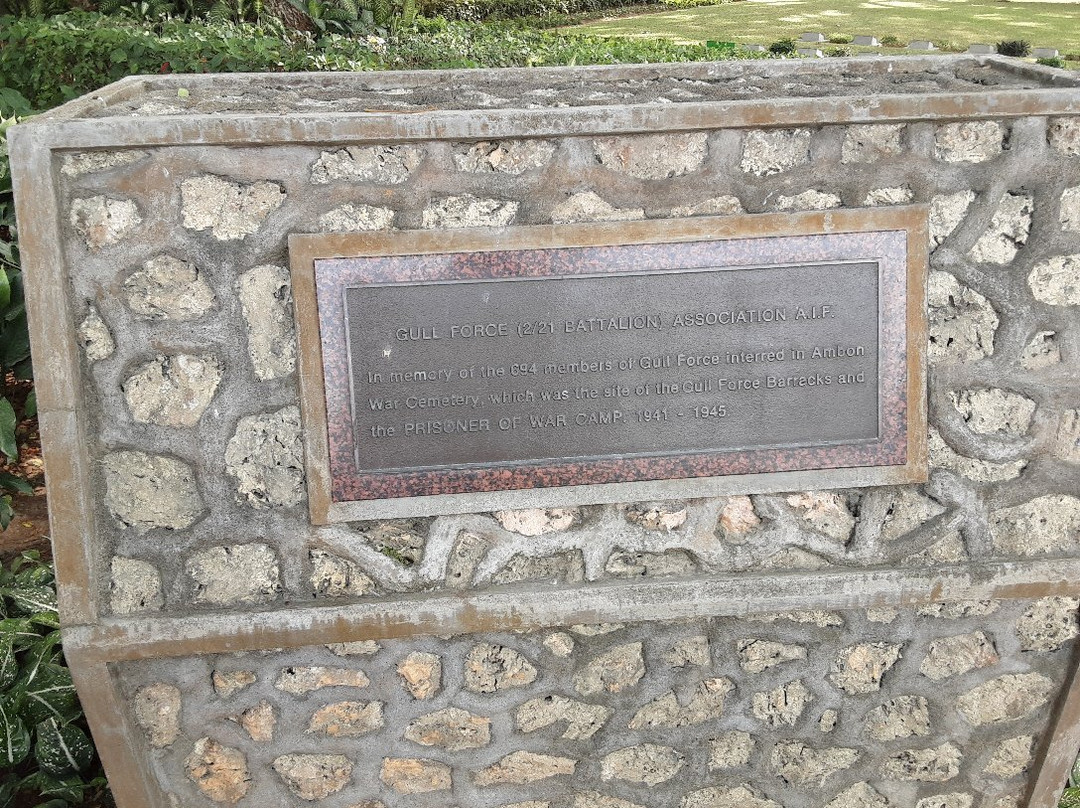 GULL FORCE (2/21 BATTALION) ASSOCIATION A.I.F.
In memory of the 694 members of Gull Force interred in Ambon
War Cemetery, which was the site of the Gull Force Barracks and
the PRISONER OF WAR CAMP. 1941 - 1945